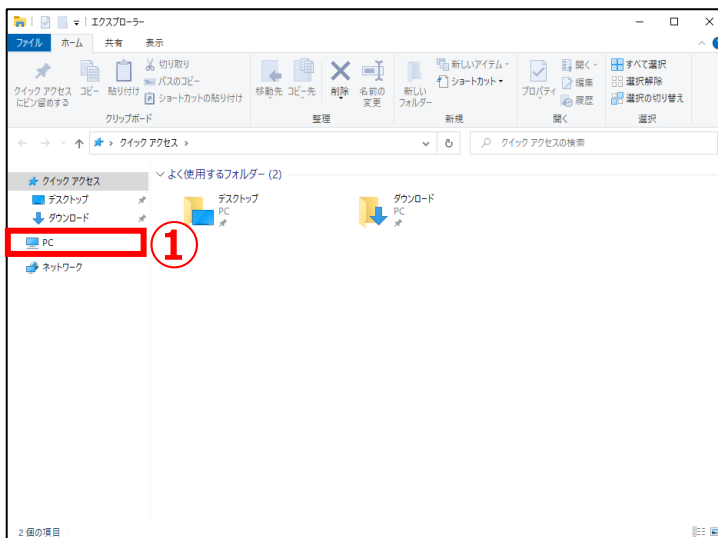 エクスプローラー
ファイル ホーム 共有 表示
クイック アクセス
にピン留めする
コピー
貼り付け
切り取り
パスのコピー
ショートカットの貼り付け
クリップボード
移動先
コピー先
削除
名前の
変更
整理
新しい
フォルダー
新しいアイテム
ショートカット
新規
プロパティ
開く
編集
履歴
開く
すべて選択
選択解除
選択の切り替え
選択
クイック アクセス
クイック アクセスの検索
クイック アクセス
デスクトップ
ダウンロード
PC
①
ネットワーク
よく使用するフォルダー (2)
デスクトップ
PC
ダウンロード
PC
2 個の項目